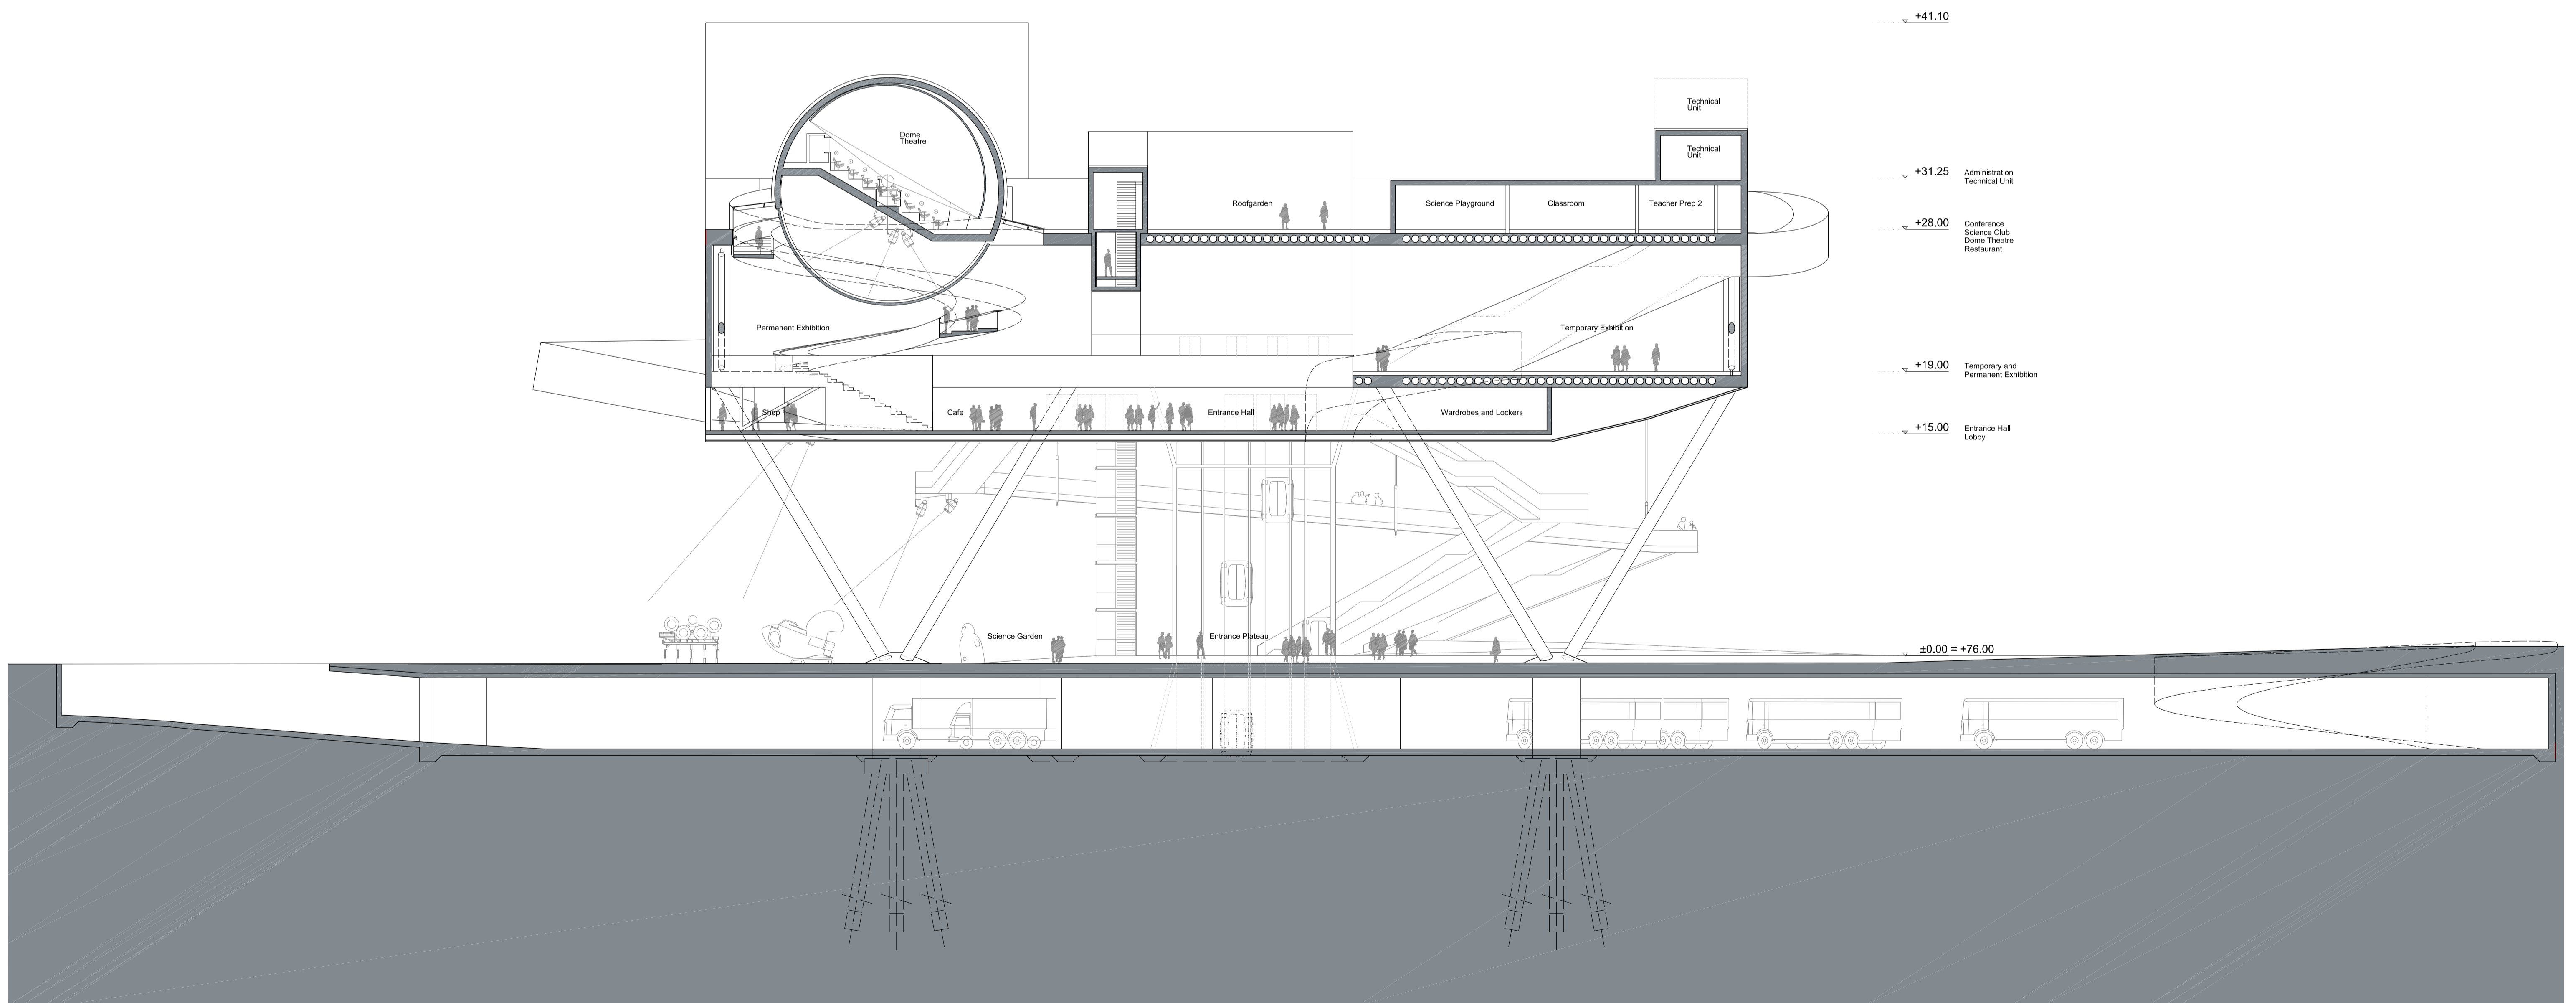 +41.10
Technical
Unit
Dome
Theatre
Technical
Unit
+31.25
Administration
Technical Unit
Roofgarden
Science Playground
Classroom
Teacher Prep 2
+28.00
Conference
Science Club
Dome Theatre
Restaurant
Permanent Exhibition
Temporary Exhibition
+19.00
Temporary and
Permanent Exhibition
Shop
Cafe
Entrance Hall
Wardrobes and Lockers
+15.00
Entrance Hall
Lobby
Science Garden
Entrance Plateau
±0.00 = +76.00